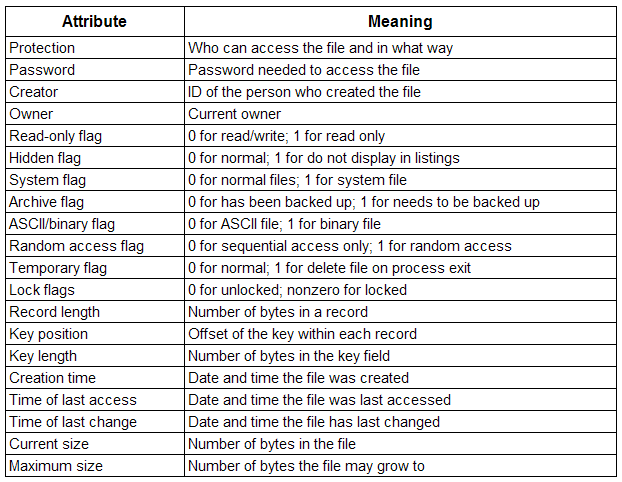 Attribute Meaning
Protection Who can access the file and in what way
Password Password needed to access the file
Creator ID of the person who created the file
Owner Current owner
Read-only flag 0 for read/write; 1 for read only
Hidden flag 0 for normal; 1 for do not display in listings
System flag 0 for normal files; 1 for system file
Archive flag 0 for has been backed up; 1 for needs to be backed up
ASCII/binary flag 0 for ASCII file; 1 for binary file
Random access flag 0 for sequential access only; 1 for random access
Temporary flag 0 for normal; 1 for delete file on process exit
Lock flags 0 for unlocked; nonzero for locked
Record length Number of bytes in a record
Key position Offset of the key within each record
Key length Number of bytes in the key field
Creation time Date and time the file was created
Time of last access Date and time the file was last accessed
Time of last change Date and time the file has last changed
Current size Number of bytes in the file
Maximum size Number of bytes the file may grow to